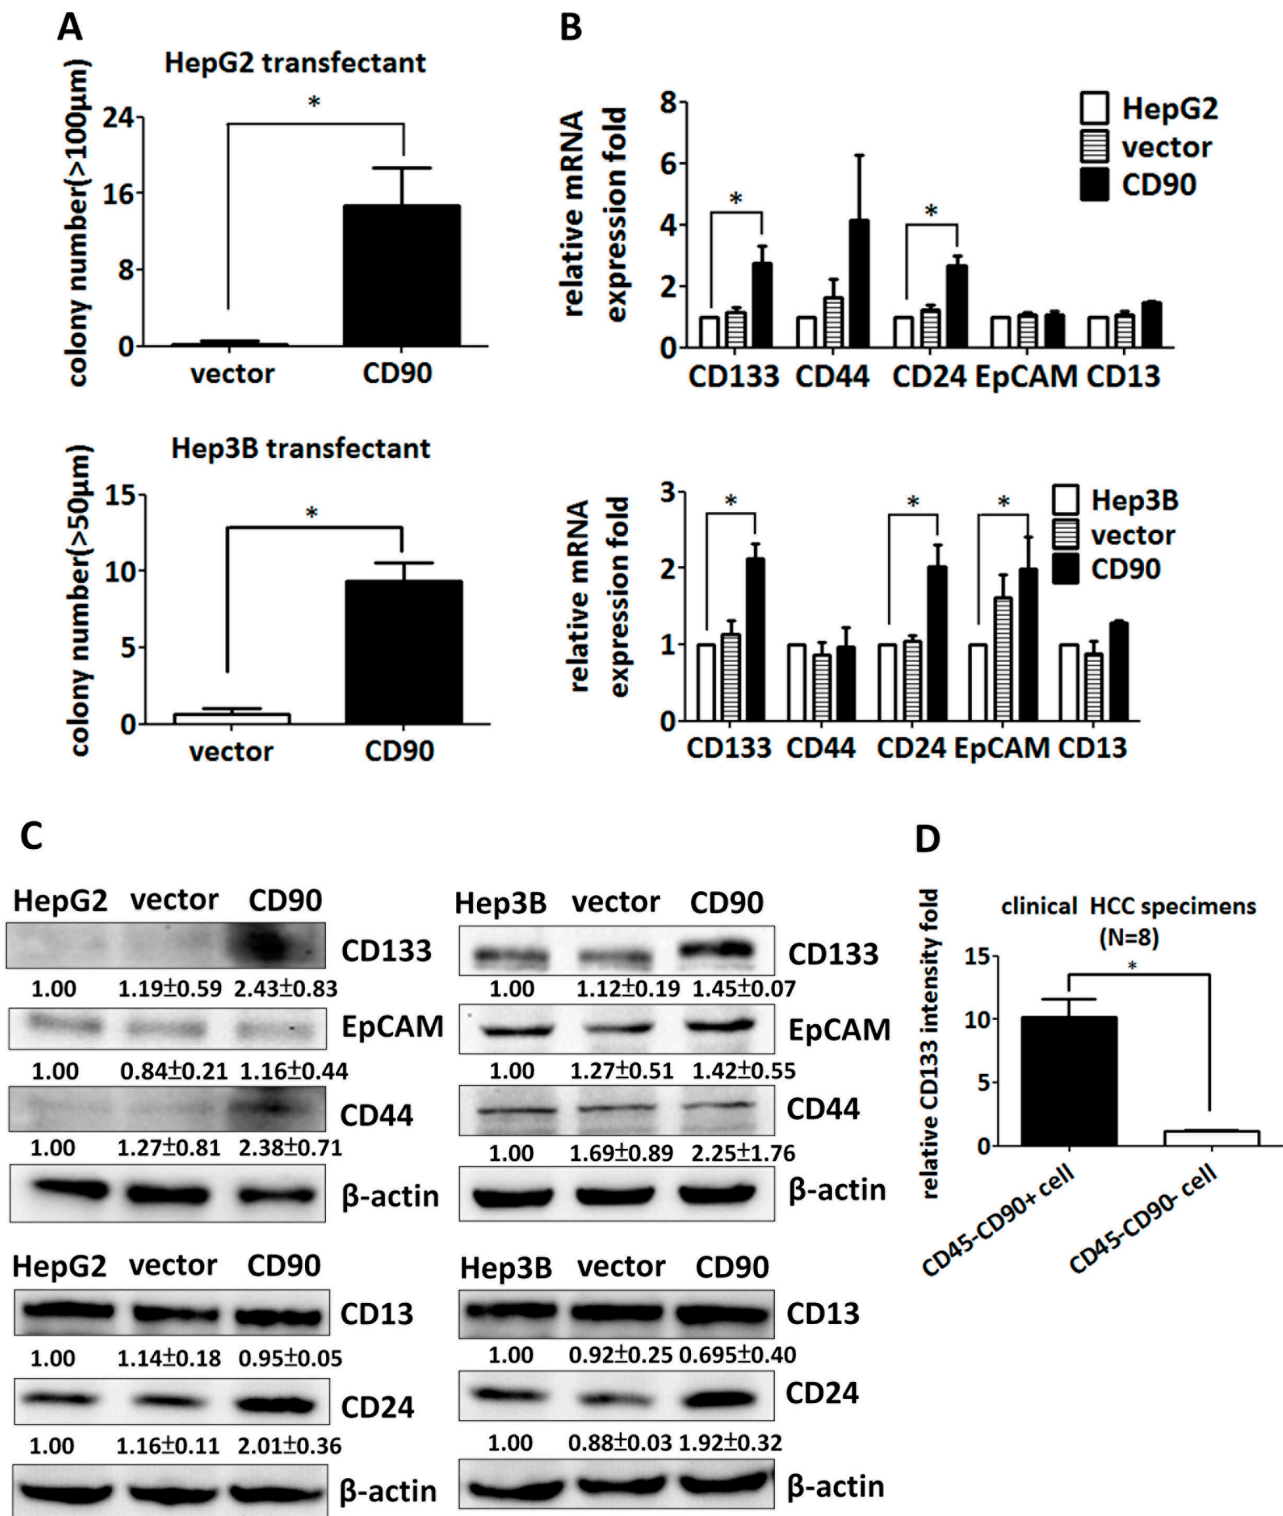 A
HepG2 transfectant
colony number(>100μm)
24
16
8
0
*
vector CD90
Hep3B transfectant
colony number(>50μm)
15
10
5
0
*
vector CD90
B
relative mRNA
expression fold
8
6
4
2
0
* *
HepG2
vector
CD90
CD133 CD44 CD24 EpCAM CD13
relative mRNA
expression fold
3
2
1
0
* * *
Hep3B
vector
CD90
CD133 CD44 CD24 EpCAM CD13
C
HepG2 vector CD90
CD133
1.00 1.19±0.59 2.43±0.83
EpCAM
1.00 0.84±0.21 1.16±0.44
CD44
1.00 1.27±0.81 2.38±0.71
β-actin
Hep3B vector CD90
CD133
1.00 1.12±0.19 1.45±0.07
EpCAM
1.00 1.27±0.51 1.42±0.55
CD44
1.00 1.69±0.89 2.25±1.76
β-actin
HepG2 vector CD90
CD13
1.00 1.14±0.18 0.95±0.05
CD24
1.00 1.16±0.11 2.01±0.36
β-actin
Hep3B vector CD90
CD13
1.00 0.92±0.25 0.695±0.40
CD24
1.00 0.88±0.03 1.92±0.32
β-actin
D
clinical HCC specimens
(N=8)
relative CD133 intensity fold
15
10
5
0
*
CD45-CD90+ cell
CD45-CD90- cell